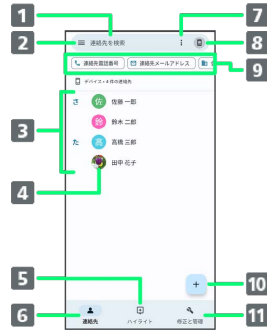 1
7
2
連絡先を検索
8
連絡先電話番号
連絡先メールアドレス
9
デバイス・4 件の連絡先
さ
佐
佐藤 一郎
鈴
鈴木 二郎
3
た
高
高橋 三郎
田中 花子
4
5
10
6
連絡先
ハイライト
修正と管理
11